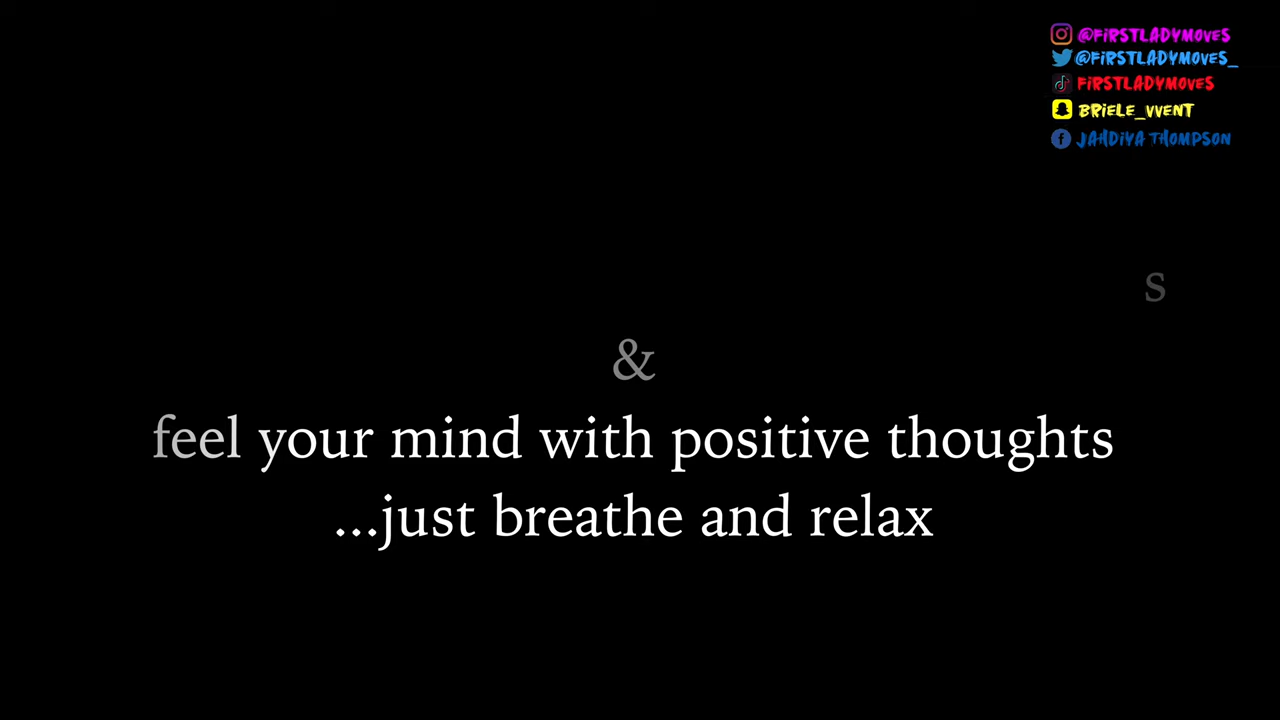 @FIRSTLADYMOVES
@FIRSTLADYMOVES_
FIRSTLADYMOVES
BRIELE_VVENT
JAHDIYA THOMPSON
s
&
feel your mind with positive thoughts
...just breathe and relax